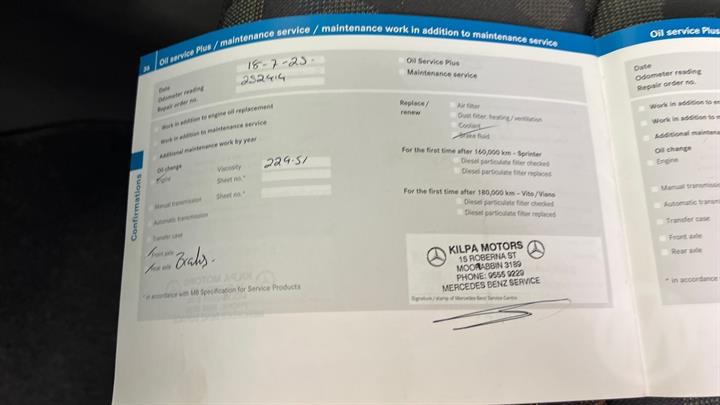 36 Oil service Plus / maintenance service / maintenance work in addition to maintenance service
Date 18-7-23.
Odometer reading 252414
Repair order no.
Oil Service Plus
Maintenance service
Work in addition to engine oil replacement
Work in addition to maintenance service
Additional maintenance work by year
Oil change
Engine
Viscosity 229.51
Sheet no.*
Manual transmission
Sheet no.*
Automatic transmission
Transfer case
Front axle
Rear axle
* in accordance with MB Specification for Service Products
Confirmations
Replace /
renew
Air filter
Dust filter: heating / ventilation
Coolant
Brake fluid
For the first time after 160,000 km - Sprinter
Diesel particulate filter checked
Diesel particulate filter replaced
For the first time after 180,000 km - Vito / Viano
Diesel particulate filter checked
Diesel particulate filter replaced
KILPA MOTORS
15 ROBERNA ST
MOORABBIN 3189
PHONE: 9555 9229
MERCEDES BENZ SERVICE
Signature / stamp of Mercedes-Benz Service Centre
Oil service Plus
Date
Odometer reading
Repair order no.
Work in addition to
Work in addition to
Additional
Oil change
Engine
Manual
Automatic
Transfer case
Front axle
Rear axle
* in accordance